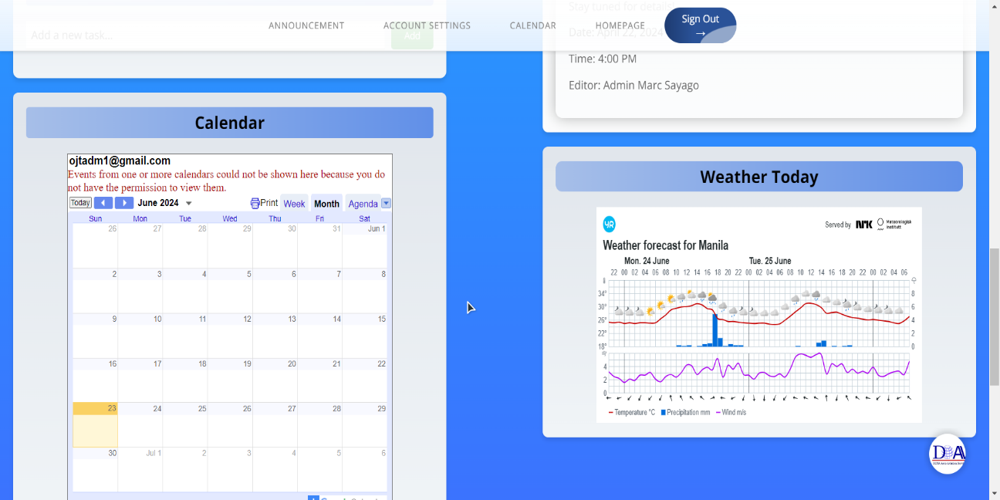 Stay tuned for details!
ANNOUNCEMENT
ACCOUNT SETTINGS
CALENDAR
HOMEPAGE
Sign Out
→
Add a new task...
Add
Date: April 22, 2024
Time: 4:00 PM
Editor: Admin Marc Sayago
Calendar
ojtadm1@gmail.com
Events from one or more calendars could not be shown here because you do
not have the permission to view them.
Today June 2024 Print Week Month Agenda
Sun Mon Tue Wed Thu Fri Sat
26 27 28 29 30 31 Jun 1
2 3 4 5 6 7 8
9 10 11 12 13 14 15
16 17 18 19 20 21 22
23 24 25 26 27 28 29
30 Jul 1 2 3 4 5 6
Weather Today
YR
Served by NRK Meteorologisk
institutt
Weather forecast for Manila
Mon. 24 June Tue. 25 June
22 00 02 04 06 08 10 12 14 16 18 20 22 00 02 04 06 08 10 12 14 16 18 20 22 00 02 04 06
34° 8
30° 6
26° 4
22° 2
18° 0
4
2
0
Temperature °C Precipitation mm Wind m/s